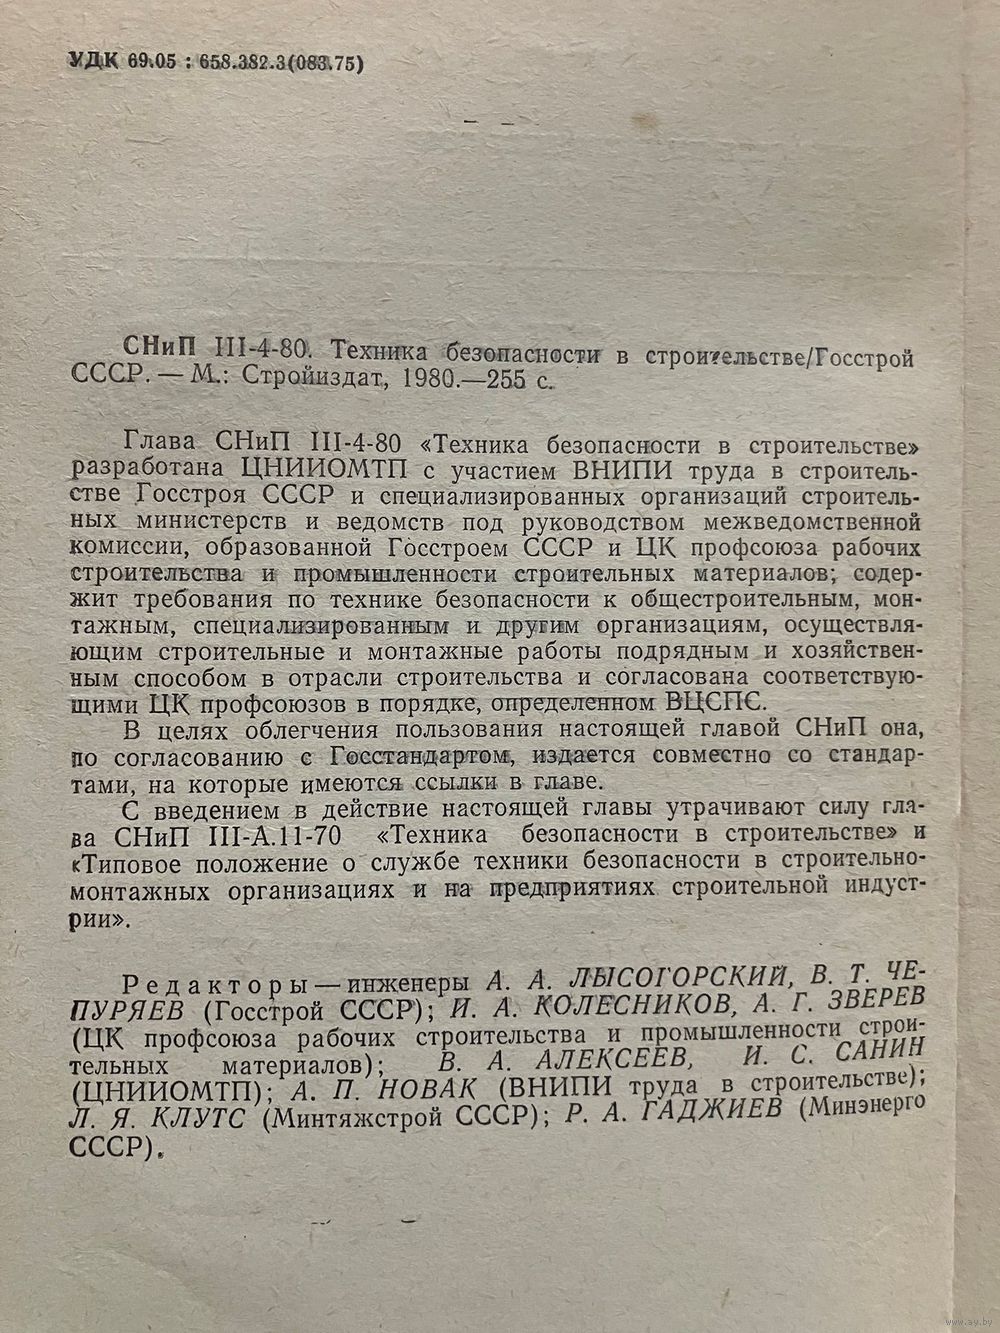 УДК 69.05 : 658.382.3(083.75)
СНиП III-4-80. Техника безопасности в строительстве/Госстрой
СССР. — М.: Стройиздат, 1980.—255 с.
Глава СНиП III-4-80 «Техника безопасности в строительстве»
разработана ЦНИИОМТП с участием ВНИПИ труда в строитель-
стве Госстроя СССР и специализированных организаций строитель-
ных министерств и ведомств под руководством межведомственной
комиссии, образованной Госстроем СССР и ЦК профсоюза рабочих
строительства и промышленности строительных материалов; содер-
жит требования по технике безопасности к общестроительным, мон-
тажным, специализированным и другим организациям, осуществля-
ющим строительные и монтажные работы подрядным и хозяйствен-
ным способом в отрасли строительства и согласована соответствую-
щими ЦК профсоюзов в порядке, определенном ВЦСПС.
В целях облегчения пользования настоящей главой СНиП она,
по согласованию с Госстандартом, издается совместно со стандар-
тами, на которые имеются ссылки в главе.
С введением в действие настоящей главы утрачивают силу гла-
ва СНиП III-А.11-70 «Техника безопасности в строительстве» и
«Типовое положение о службе техники безопасности в строительно-
монтажных организациях и на предприятиях строительной индуст-
рии».
Редакторы — инженеры А. А. ЛЫСОГОРСКИЙ, В. Т. ЧЕ-
ПУРЯЕВ (Госстрой СССР); И. А. КОЛЕСНИКОВ, А. Г. ЗВЕРЕВ
(ЦК профсоюза рабочих строительства и промышленности строи-
тельных материалов); В. А. АЛЕКСЕЕВ, И. С. САНИН
(ЦНИИОМТП); А. П. НОВАК (ВНИПИ труда в строительстве);
Л. Я. КЛУТС (Минтяжстрой СССР); Р. А. ГАДЖИЕВ (Минэнерго
СССР).
www.ay.by